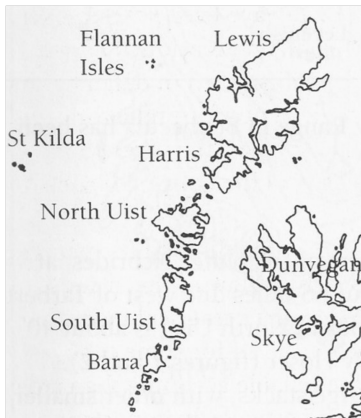 Flannan
Isles
Lewis
St Kilda
Harris
North Uist
Dunvegan
South Uist
Skye
Barra